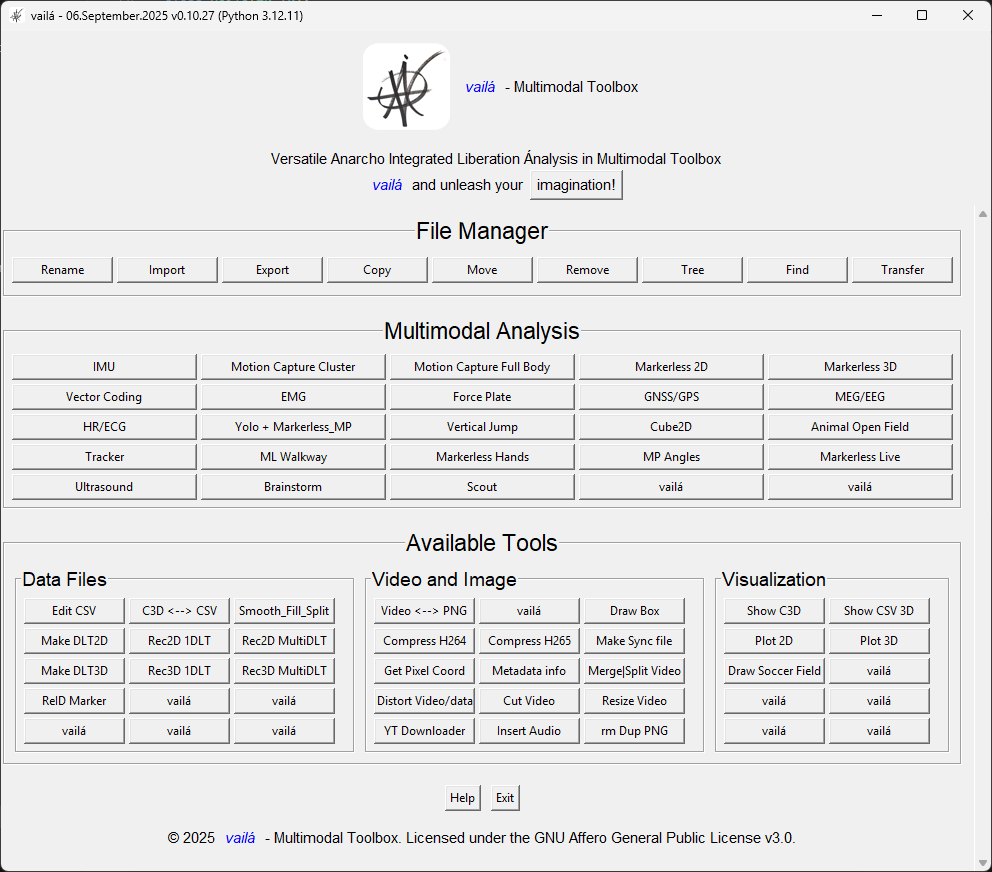 vailá - 06.September.2025 v0.10.27 (Python 3.12.11)
vailá - Multimodal Toolbox
Versatile Anarcho Integrated Liberation Ánalysis in Multimodal Toolbox
vailá and unleash your imagination!
File Manager
Rename Import Export Copy Move Remove Tree Find Transfer
Multimodal Analysis
IMU Motion Capture Cluster Motion Capture Full Body Markerless 2D Markerless 3D
Vector Coding EMG Force Plate GNSS/GPS MEG/EEG
HR/ECG Yolo + Markerless_MP Vertical Jump Cube2D Animal Open Field
Tracker ML Walkway Markerless Hands MP Angles Markerless Live
Ultrasound Brainstorm Scout vailá vailá
Available Tools
Data Files
Edit CSV C3D <--> CSV Smooth_Fill_Split
Make DLT2D Rec2D 1DLT Rec2D MultiDLT
Make DLT3D Rec3D 1DLT Rec3D MultiDLT
ReID Marker vailá vailá
vailá vailá vailá
Video and Image
Video <--> PNG vailá Draw Box
Compress H264 Compress H265 Make Sync file
Get Pixel Coord Metadata info Merge|Split Video
Distort Video/data Cut Video Resize Video
YT Downloader Insert Audio rm Dup PNG
Visualization
Show C3D Show CSV 3D
Plot 2D Plot 3D
Draw Soccer Field vailá
vailá vailá
vailá vailá
Help Exit
© 2025 vailá - Multimodal Toolbox. Licensed under the GNU Affero General Public License v3.0.